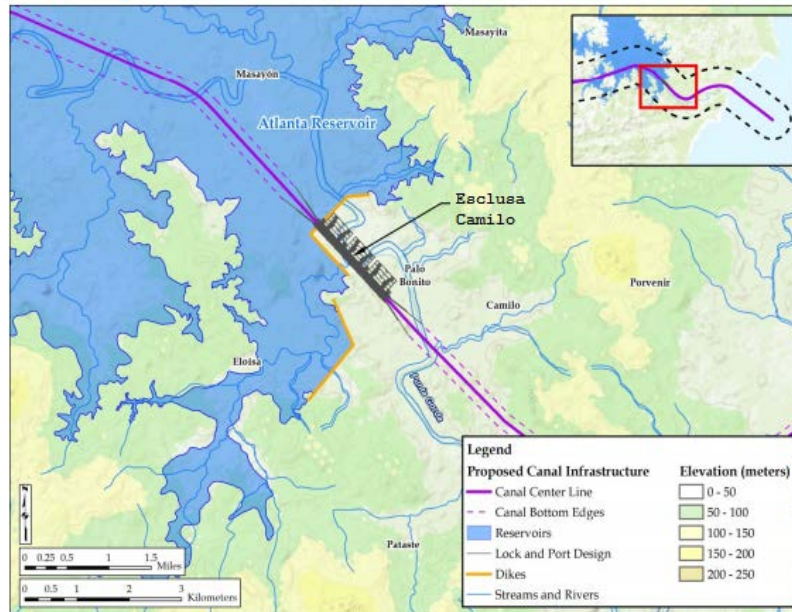 Masayita
Masayón
Atlanta Reservoir
Esclusa
Camilo
Palo
Bonito
Porvenir
Camilo
Eloisa
Punta Gorda
Pataste
Legend
Proposed Canal Infrastructure
Canal Center Line
Canal Bottom Edges
Reservoirs
Lock and Port Design
Dikes
Streams and Rivers
Elevation (meters)
0 - 50
50 - 100
100 - 150
150 - 200
200 - 250
0 0.25 0.5 1 1.5
Miles
0 0.5 1 2 3
Kilometers